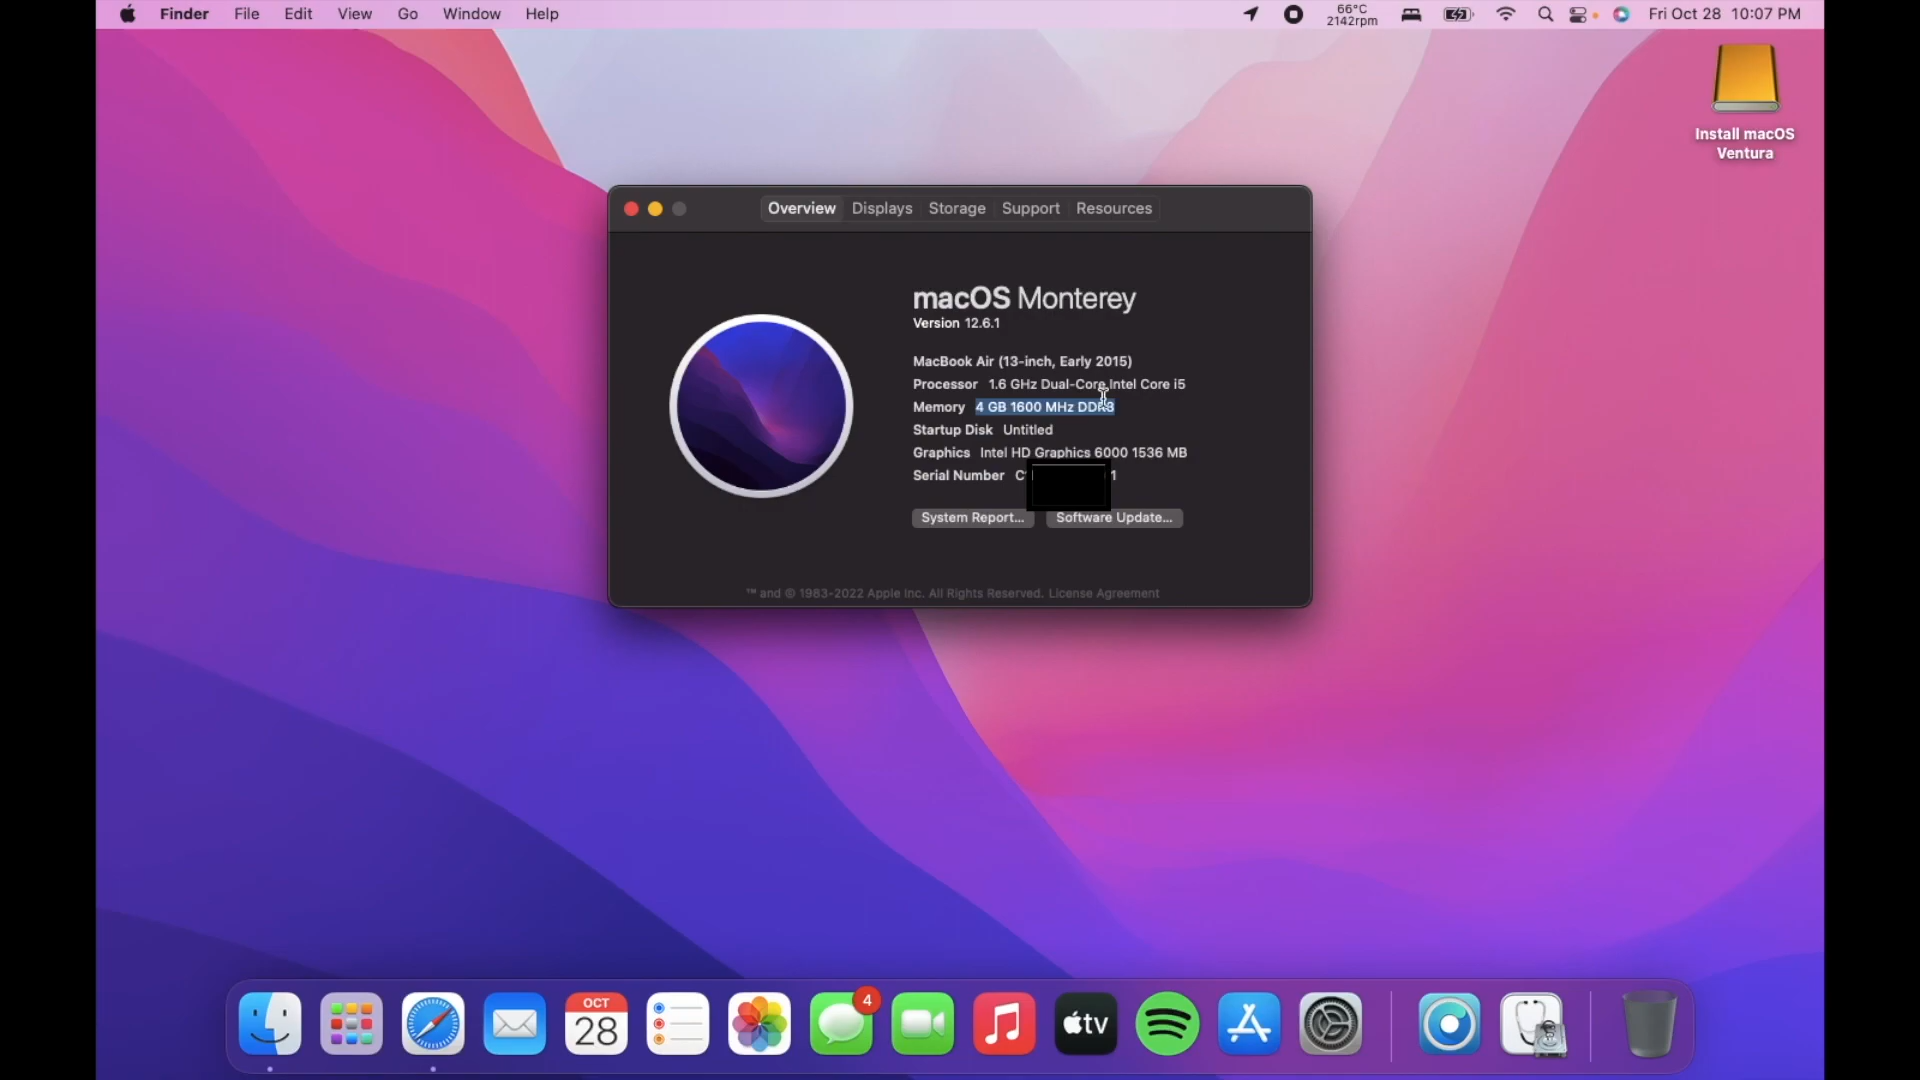 Finder File Edit View Go Window Help
66°C
2142rpm
Fri Oct 28 10:07 PM
Install macOS
Ventura
Overview Displays Storage Support Resources
macOS Monterey
Version 12.6.1
MacBook Air (13-inch, Early 2015)
Processor 1.6 GHz Dual-Core Intel Core i5
Memory 4 GB 1600 MHz DDR3
Startup Disk Untitled
Graphics Intel HD Graphics 6000 1536 MB
Serial Number C 1
System Report... Software Update...
™ and © 1983-2022 Apple Inc. All Rights Reserved. License Agreement
OCT
28
4
tv